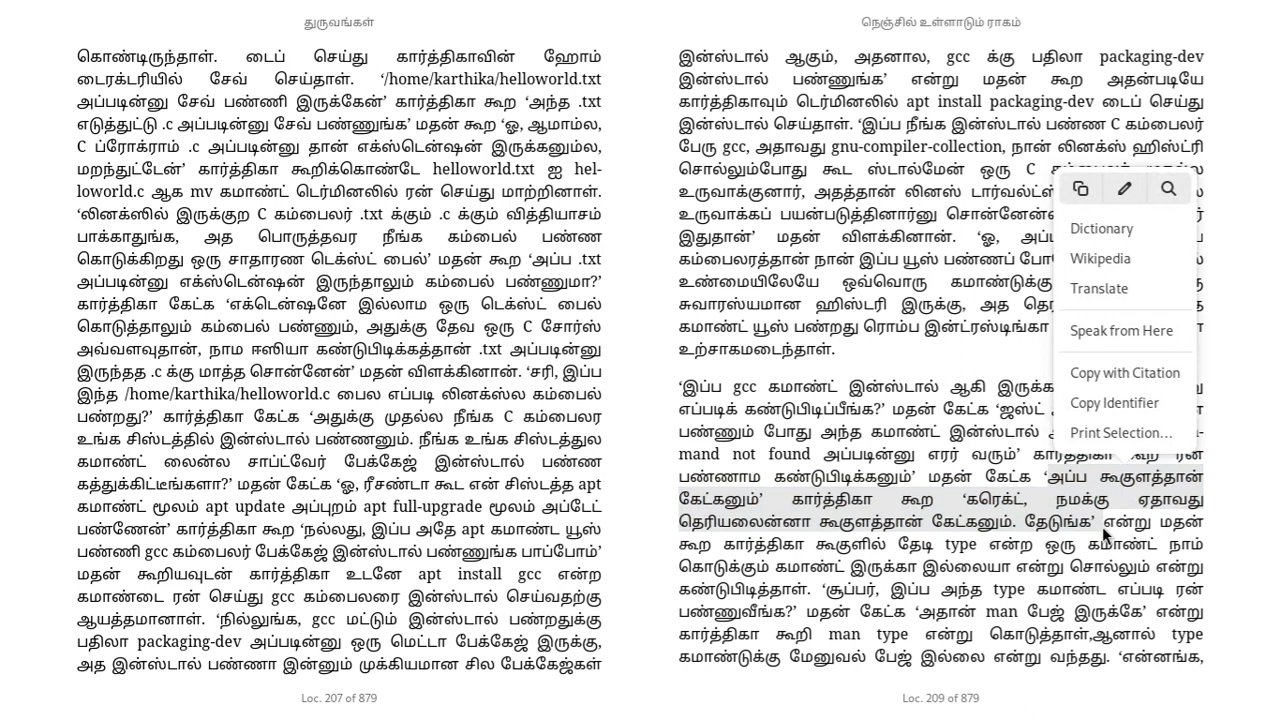 துருவங்கள்
கொண்டிருந்தாள். டைப் செய்து கார்த்திகாவின் ஹோம்
டைரக்டரியில் சேவ் செய்தாள். ‘/home/karthika/helloworld.txt
அப்படின்னு சேவ் பண்ணி இருக்கேன்’ கார்த்திகா கூற ‘அந்த .txt
எடுத்துட்டு .c அப்படின்னு சேவ் பண்ணுங்க’ மதன் கூற ‘ஓ, ஆமாம்ல,
C ப்ரோக்ராம் .c அப்படின்னு தான் எக்ஸ்டென்ஷன் இருக்கனும்ல,
மறந்துட்டேன்’ கார்த்திகா கூறிக்கொண்டே helloworld.txt ஐ hel-
loworld.c ஆக mv கமாண்ட் டெர்மினலில் ரன் செய்து மாற்றினாள்.
‘லினக்ஸில் இருக்குற C கம்பைலர் .txt க்கும் .c க்கும் வித்தியாசம்
பாக்காதுங்க, அத பொருத்தவர நீங்க கம்பைல் பண்ண
கொடுக்கிறது ஒரு சாதாரண டெக்ஸ்ட் பைல்’ மதன் கூற ‘அப்ப .txt
அப்படின்னு எக்ஸ்டென்ஷன் இருந்தாலும் கம்பைல் பண்ணுமா?’
கார்த்திகா கேட்க ‘எக்டென்ஷனே இல்லாம ஒரு டெக்ஸ்ட் பைல்
கொடுத்தாலும் கம்பைல் பண்ணும், அதுக்கு தேவ ஒரு C சோர்ஸ்
அவ்வளவுதான், நாம ஈஸியா கண்டுபிடிக்கத்தான் .txt அப்படின்னு
இருந்தத .c க்கு மாத்த சொன்னேன்’ மதன் விளக்கினான். ‘சரி, இப்ப
இந்த /home/karthika/helloworld.c பைல எப்படி லினக்ஸ்ல கம்பைல்
பண்றது?’ கார்த்திகா கேட்க ‘அதுக்கு முதல்ல நீங்க C கம்பைலர
உங்க சிஸ்டத்தில் இன்ஸ்டால் பண்ணனும். நீங்க உங்க சிஸ்டத்துல
கமாண்ட் லைன்ல சாப்ட்வேர் பேக்கேஜ் இன்ஸ்டால் பண்ண
கத்துக்கிட்டீங்களா?’ மதன் கேட்க ‘ஓ, ரீசண்டா கூட என் சிஸ்டத்த apt
கமாண்ட் மூலம் apt update அப்புறம் apt full-upgrade மூலம் அப்டேட்
பண்ணேன்’ கார்த்திகா கூற ‘நல்லது, இப்ப அதே apt கமாண்ட யூஸ்
பண்ணி gcc கம்பைலர் பேக்கேஜ் இன்ஸ்டால் பண்ணுங்க பாப்போம்’
மதன் கூறியவுடன் கார்த்திகா உடனே apt install gcc என்ற
கமாண்டை ரன் செய்து gcc கம்பைலரை இன்ஸ்டால் செய்வதற்கு
ஆயத்தமானாள். ‘நில்லுங்க, gcc மட்டும் இன்ஸ்டால் பண்றதுக்கு
பதிலா packaging-dev அப்படின்னு ஒரு மெட்டா பேக்கேஜ் இருக்கு,
அத இன்ஸ்டால் பண்ணா இன்னும் முக்கியமான சில பேக்கேஜ்கள்
Loc. 207 of 879
நெஞ்சில் உள்ளாடும் ராகம்
இன்ஸ்டால் ஆகும், அதனால, gcc க்கு பதிலா packaging-dev
இன்ஸ்டால் பண்ணுங்க’ என்று மதன் கூற அதன்படியே
கார்த்திகாவும் டெர்மினலில் apt install packaging-dev டைப் செய்து
இன்ஸ்டால் செய்தாள். ‘இப்ப நீங்க இன்ஸ்டால் பண்ண C கம்பைலர்
பேரு gcc, அதாவது gnu-compiler-collection, நான் லினக்ஸ் ஹிஸ்ட்ரி
சொல்லும்போது கூட ஸ்டால்மேன் ஒரு C
உருவாக்குனார், அதத்தான் லினஸ்
உருவாக்கப் பயன்படுத்தினார்னு
இதுதான்’ மதன் விளக்கினான். ‘ஓ,
கம்பைலரத்தான் நான் இப்ப யூஸ் பண்ணப்
உண்மையிலேயே ஒவ்வொரு கமாண்டுக்கு
சுவாரஸ்யமான ஹிஸ்டரி இருக்கு, அத
கமாண்ட் யூஸ் பண்றது ரொம்ப இன்ட்ரஸ்டிங்கா
உற்சாகமடைந்தாள்.
‘இப்ப gcc கமாண்ட் இன்ஸ்டால் ஆகி
எப்படிக் கண்டுபிடிப்பீங்க?’ மதன் கேட்க ‘ஜஸ்ட்
பண்ணும் போது அந்த கமாண்ட் இன்ஸ்டால்
mand not found அப்படின்னு எரர் வரும்’ கார்த்திகா கூற ‘ரன்
பண்ணாம கண்டுபிடிக்கனும்’ மதன் கேட்க ‘அப்ப கூகுளத்தான்
கேட்கனும்’ கார்த்திகா கூற ‘கரெக்ட், நமக்கு ஏதாவது
தெரியலைன்னா கூகுளத்தான் கேட்கனும். தேடுங்க’ என்று மதன்
கூற கார்த்திகா கூகுளில் தேடி type என்ற ஒரு கமாண்ட் நாம்
கொடுக்கும் கமாண்ட் இருக்கா இல்லையா என்று சொல்லும் என்று
கண்டுபிடித்தாள். ‘சூப்பர், இப்ப அந்த type கமாண்ட எப்படி ரன்
பண்ணுவீங்க?’ மதன் கேட்க ‘அதான் man பேஜ் இருக்கே’ என்று
கார்த்திகா கூறி man type என்று கொடுத்தாள்,ஆனால் type
கமாண்டுக்கு மேனுவல் பேஜ் இல்லை என்று வந்தது. ‘என்னங்க,
Loc. 209 of 879
Dictionary
Wikipedia
Translate
Speak from Here
Copy with Citation
Copy Identifier
Print Selection…